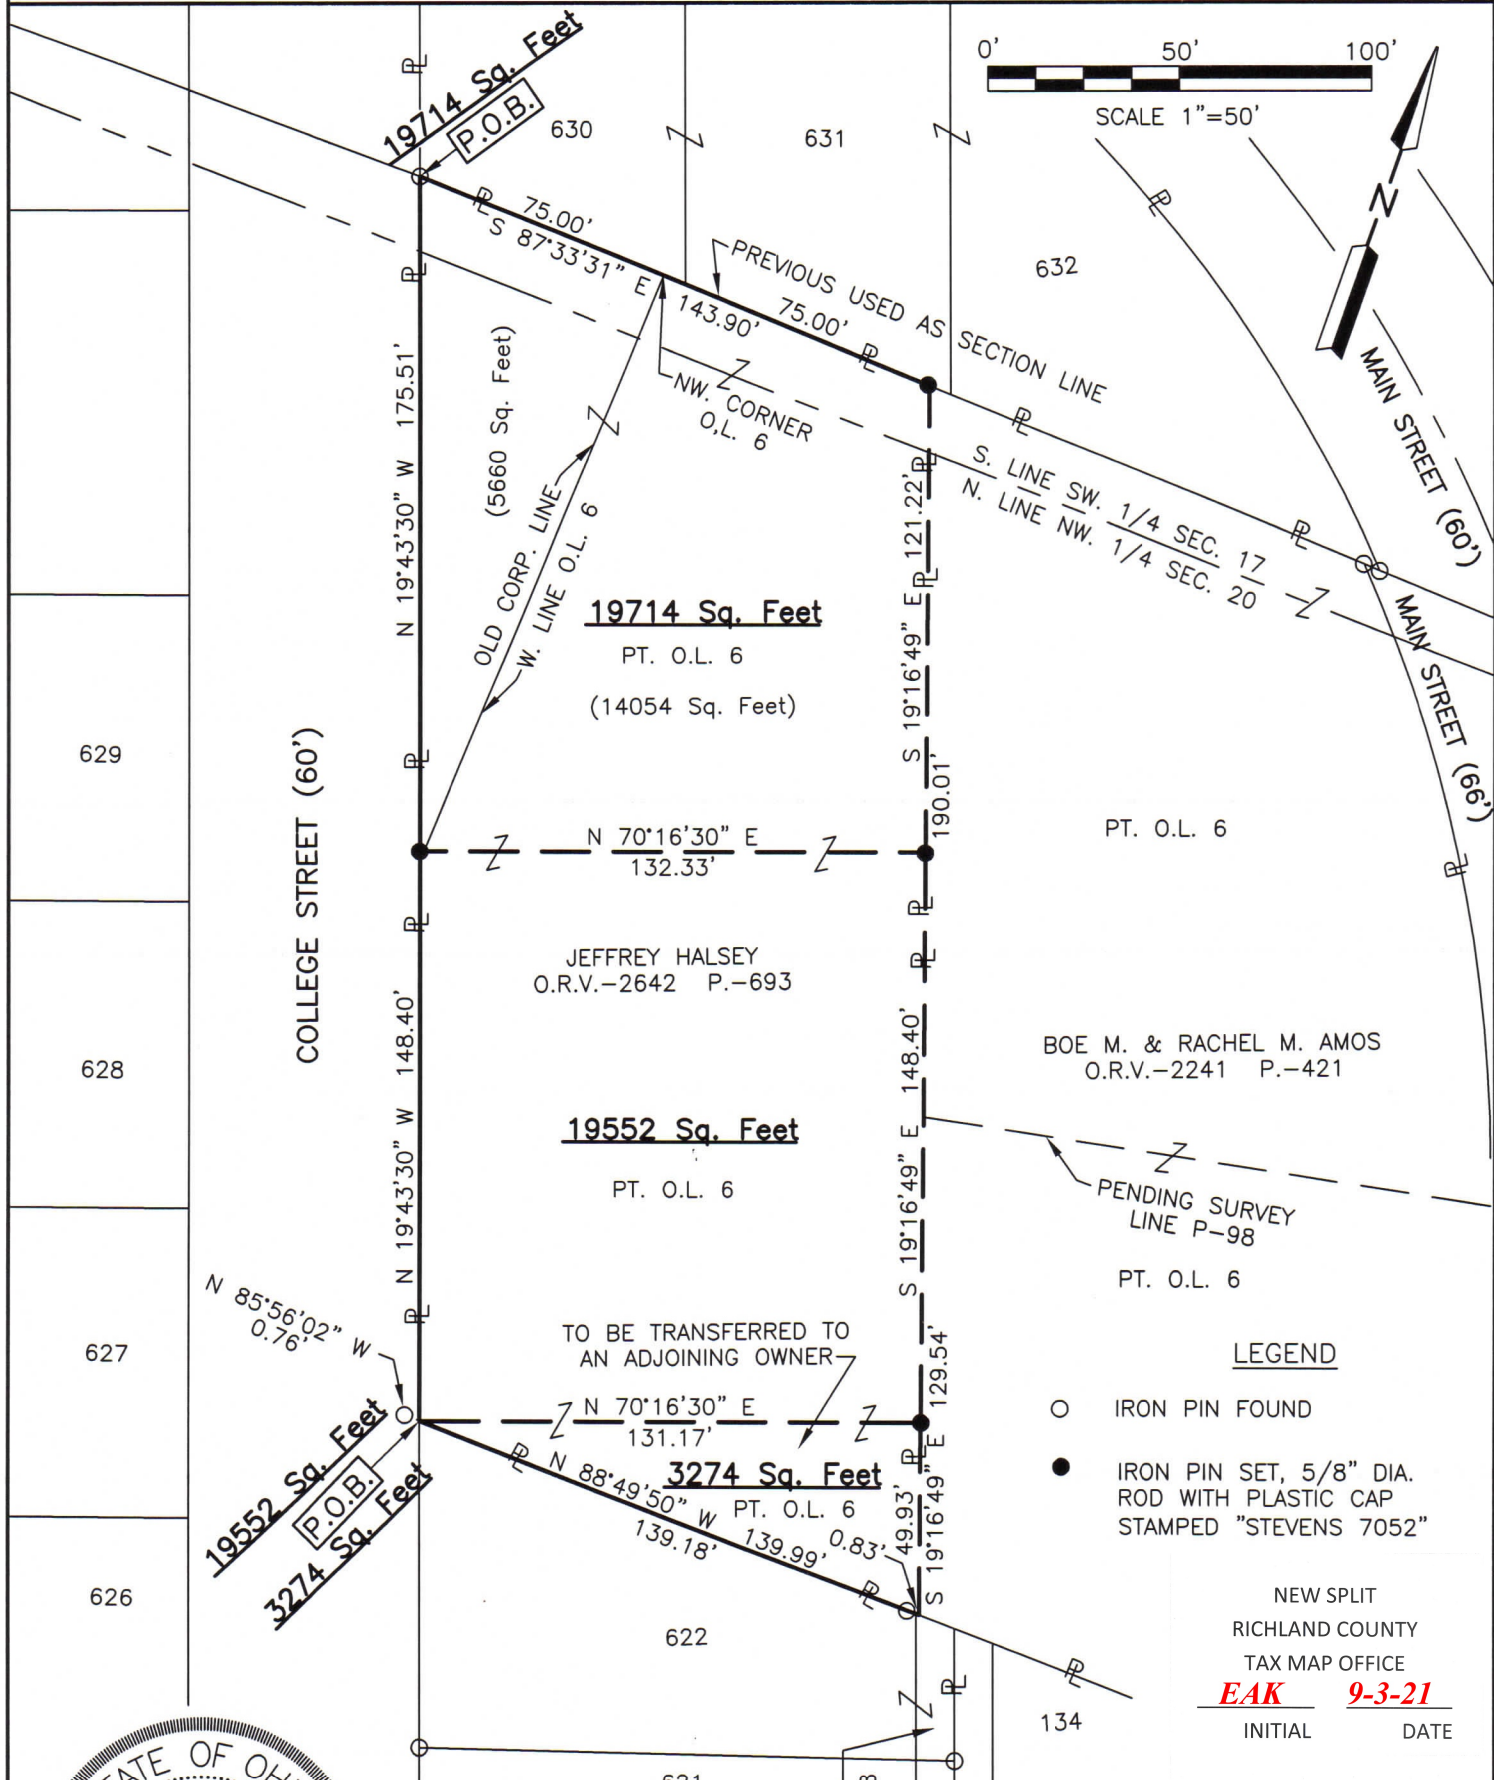 0' 50' 100'
SCALE 1"=50'
19714 Sq. Feet
P.O.B.
630
631
632
75.00'
S 87°33'31" E
143.90'
75.00'
PREVIOUS USED AS SECTION LINE
N
MAIN STREET (60')
NW. CORNER
O,L. 6
S. LINE SW. 1/4 SEC. 17
N. LINE NW. 1/4 SEC. 20
MAIN STREET (66')
N 19°43'30" W 175.51'
(5660 Sq. Feet)
OLD CORP. LINE
W. LINE O.L. 6
19714 Sq. Feet
PT. O.L. 6
(14054 Sq. Feet)
S 19°16'49" E 121.22'
190.01'
629
COLLEGE STREET (60')
N 70°16'30" E
132.33'
PT. O.L. 6
JEFFREY HALSEY
O.R.V.-2642 P.-693
628
N 19°43'30" W 148.40'
S 19°16'49" E 148.40'
BOE M. & RACHEL M. AMOS
O.R.V.-2241 P.-421
19552 Sq. Feet
PT. O.L. 6
PENDING SURVEY
LINE P-98
PT. O.L. 6
N 85°56'02" W
0.76'
627
TO BE TRANSFERRED TO
AN ADJOINING OWNER
129.54'
N 70°16'30" E
131.17'
19552 Sq. Feet
P.O.B.
3274 Sq. Feet
3274 Sq. Feet
PT. O.L. 6
N 88°49'50" W
139.18'
139.99'
0.83'
49.93'
S 19°16'49" E
LEGEND
IRON PIN FOUND
IRON PIN SET, 5/8" DIA.
ROD WITH PLASTIC CAP
STAMPED "STEVENS 7052"
626
622
134
NEW SPLIT
RICHLAND COUNTY
TAX MAP OFFICE
EAK 9-3-21
INITIAL DATE
OF